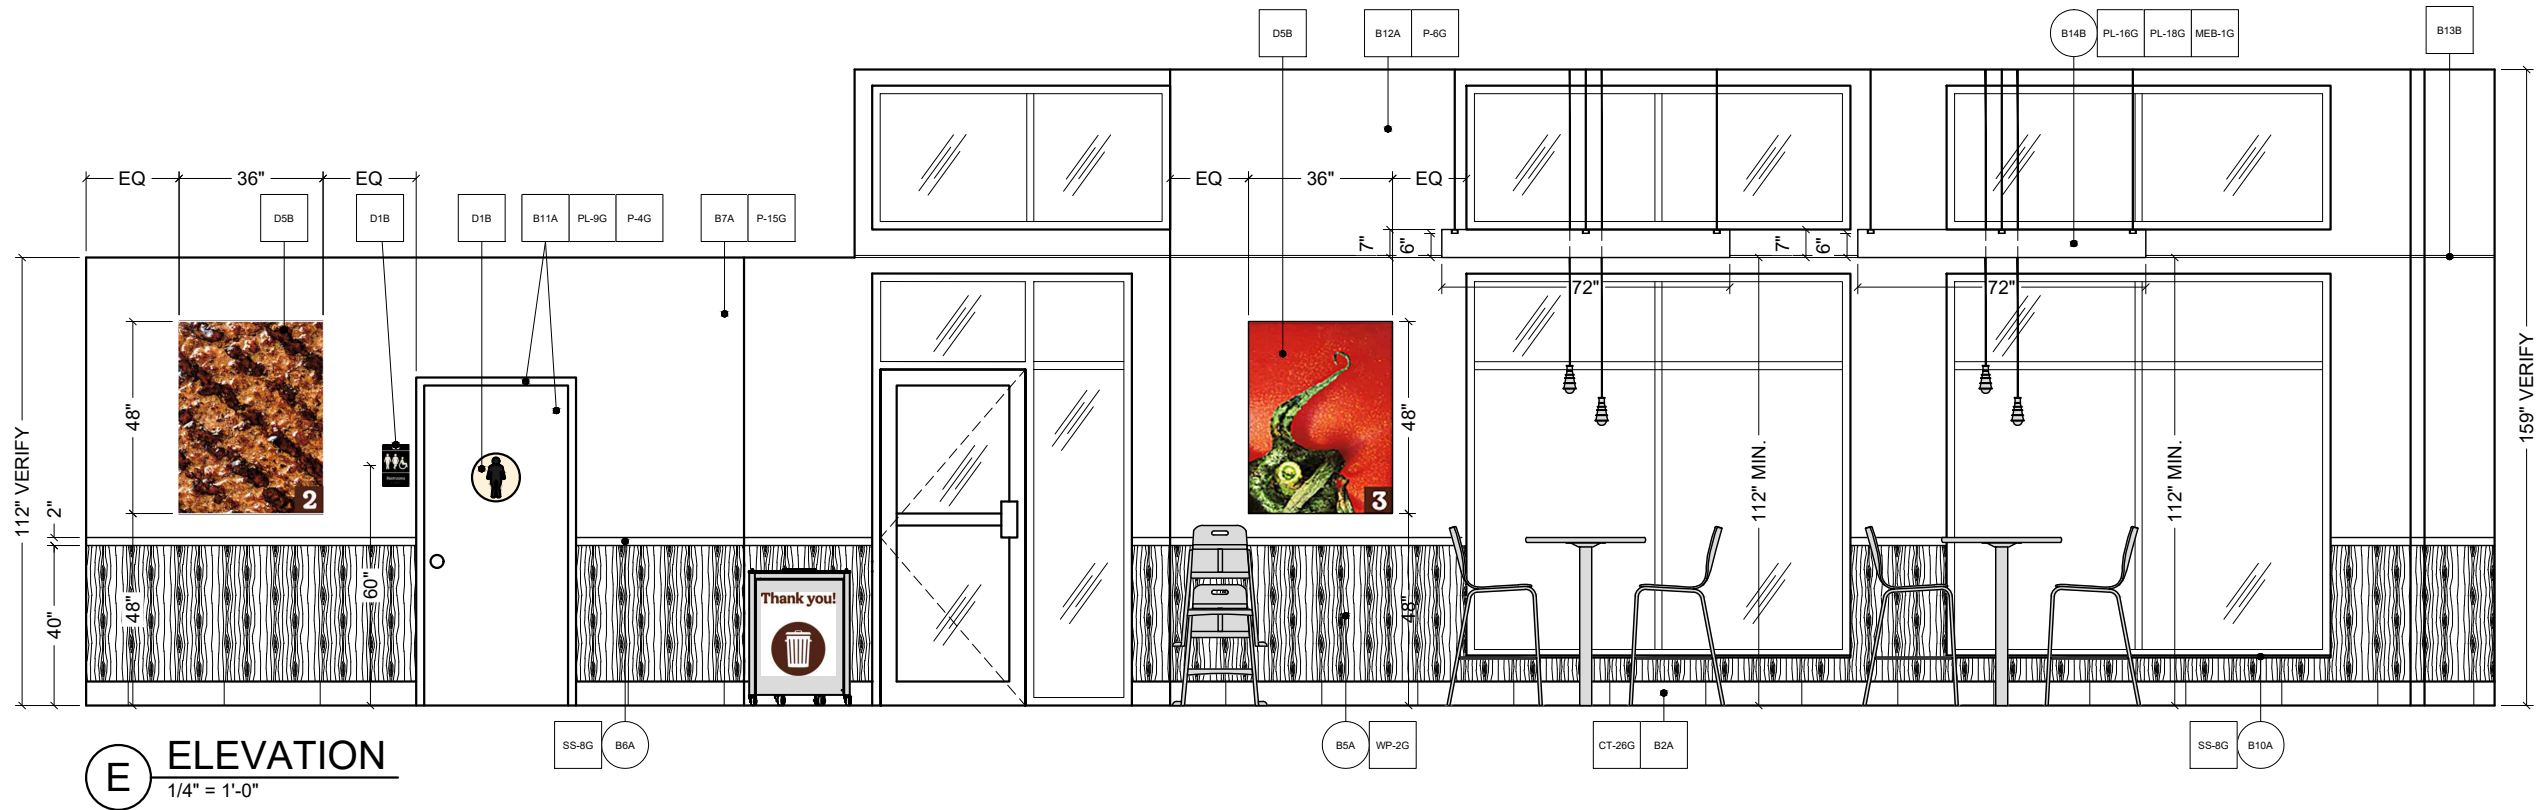 D5B
B12A P-6G
B14B PL-16G PL-18G MEB-1G
B13B
EQ 36" EQ
EQ 36" EQ
D5B
D1B
D1B
B11A PL-9G P-4G
B7A P-15G
7" 6"
7" 6"
72"
72"
112" VERIFY
48"
2"
40"
48"
60"
2
Restrooms
48"
48"
3
112" MIN.
112" MIN.
159" VERIFY
Thank you!
SS-8G B6A
B5A WP-2G
CT-26G B2A
SS-8G B10A
E ELEVATION
1/4" = 1'-0"